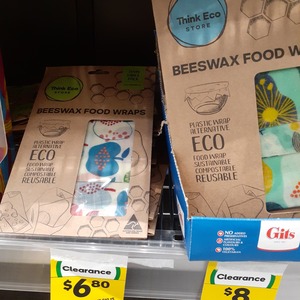 Think Eco
STORE
BEESWAX FOOD WRAPS
PLASTIC WRAP
ALTERNATIVE
ECO
FOOD WRAP
SUSTAINABLE
COMPOSTABLE
REUSABLE
Clearance
$6.80
Think Eco
STORE
BEESWAX FOOD WRAPS
PLASTIC WRAP
ALTERNATIVE
ECO
FOOD WRAP
SUSTAINABLE
COMPOSTABLE
REUSABLE
Gits
Clearance
$8